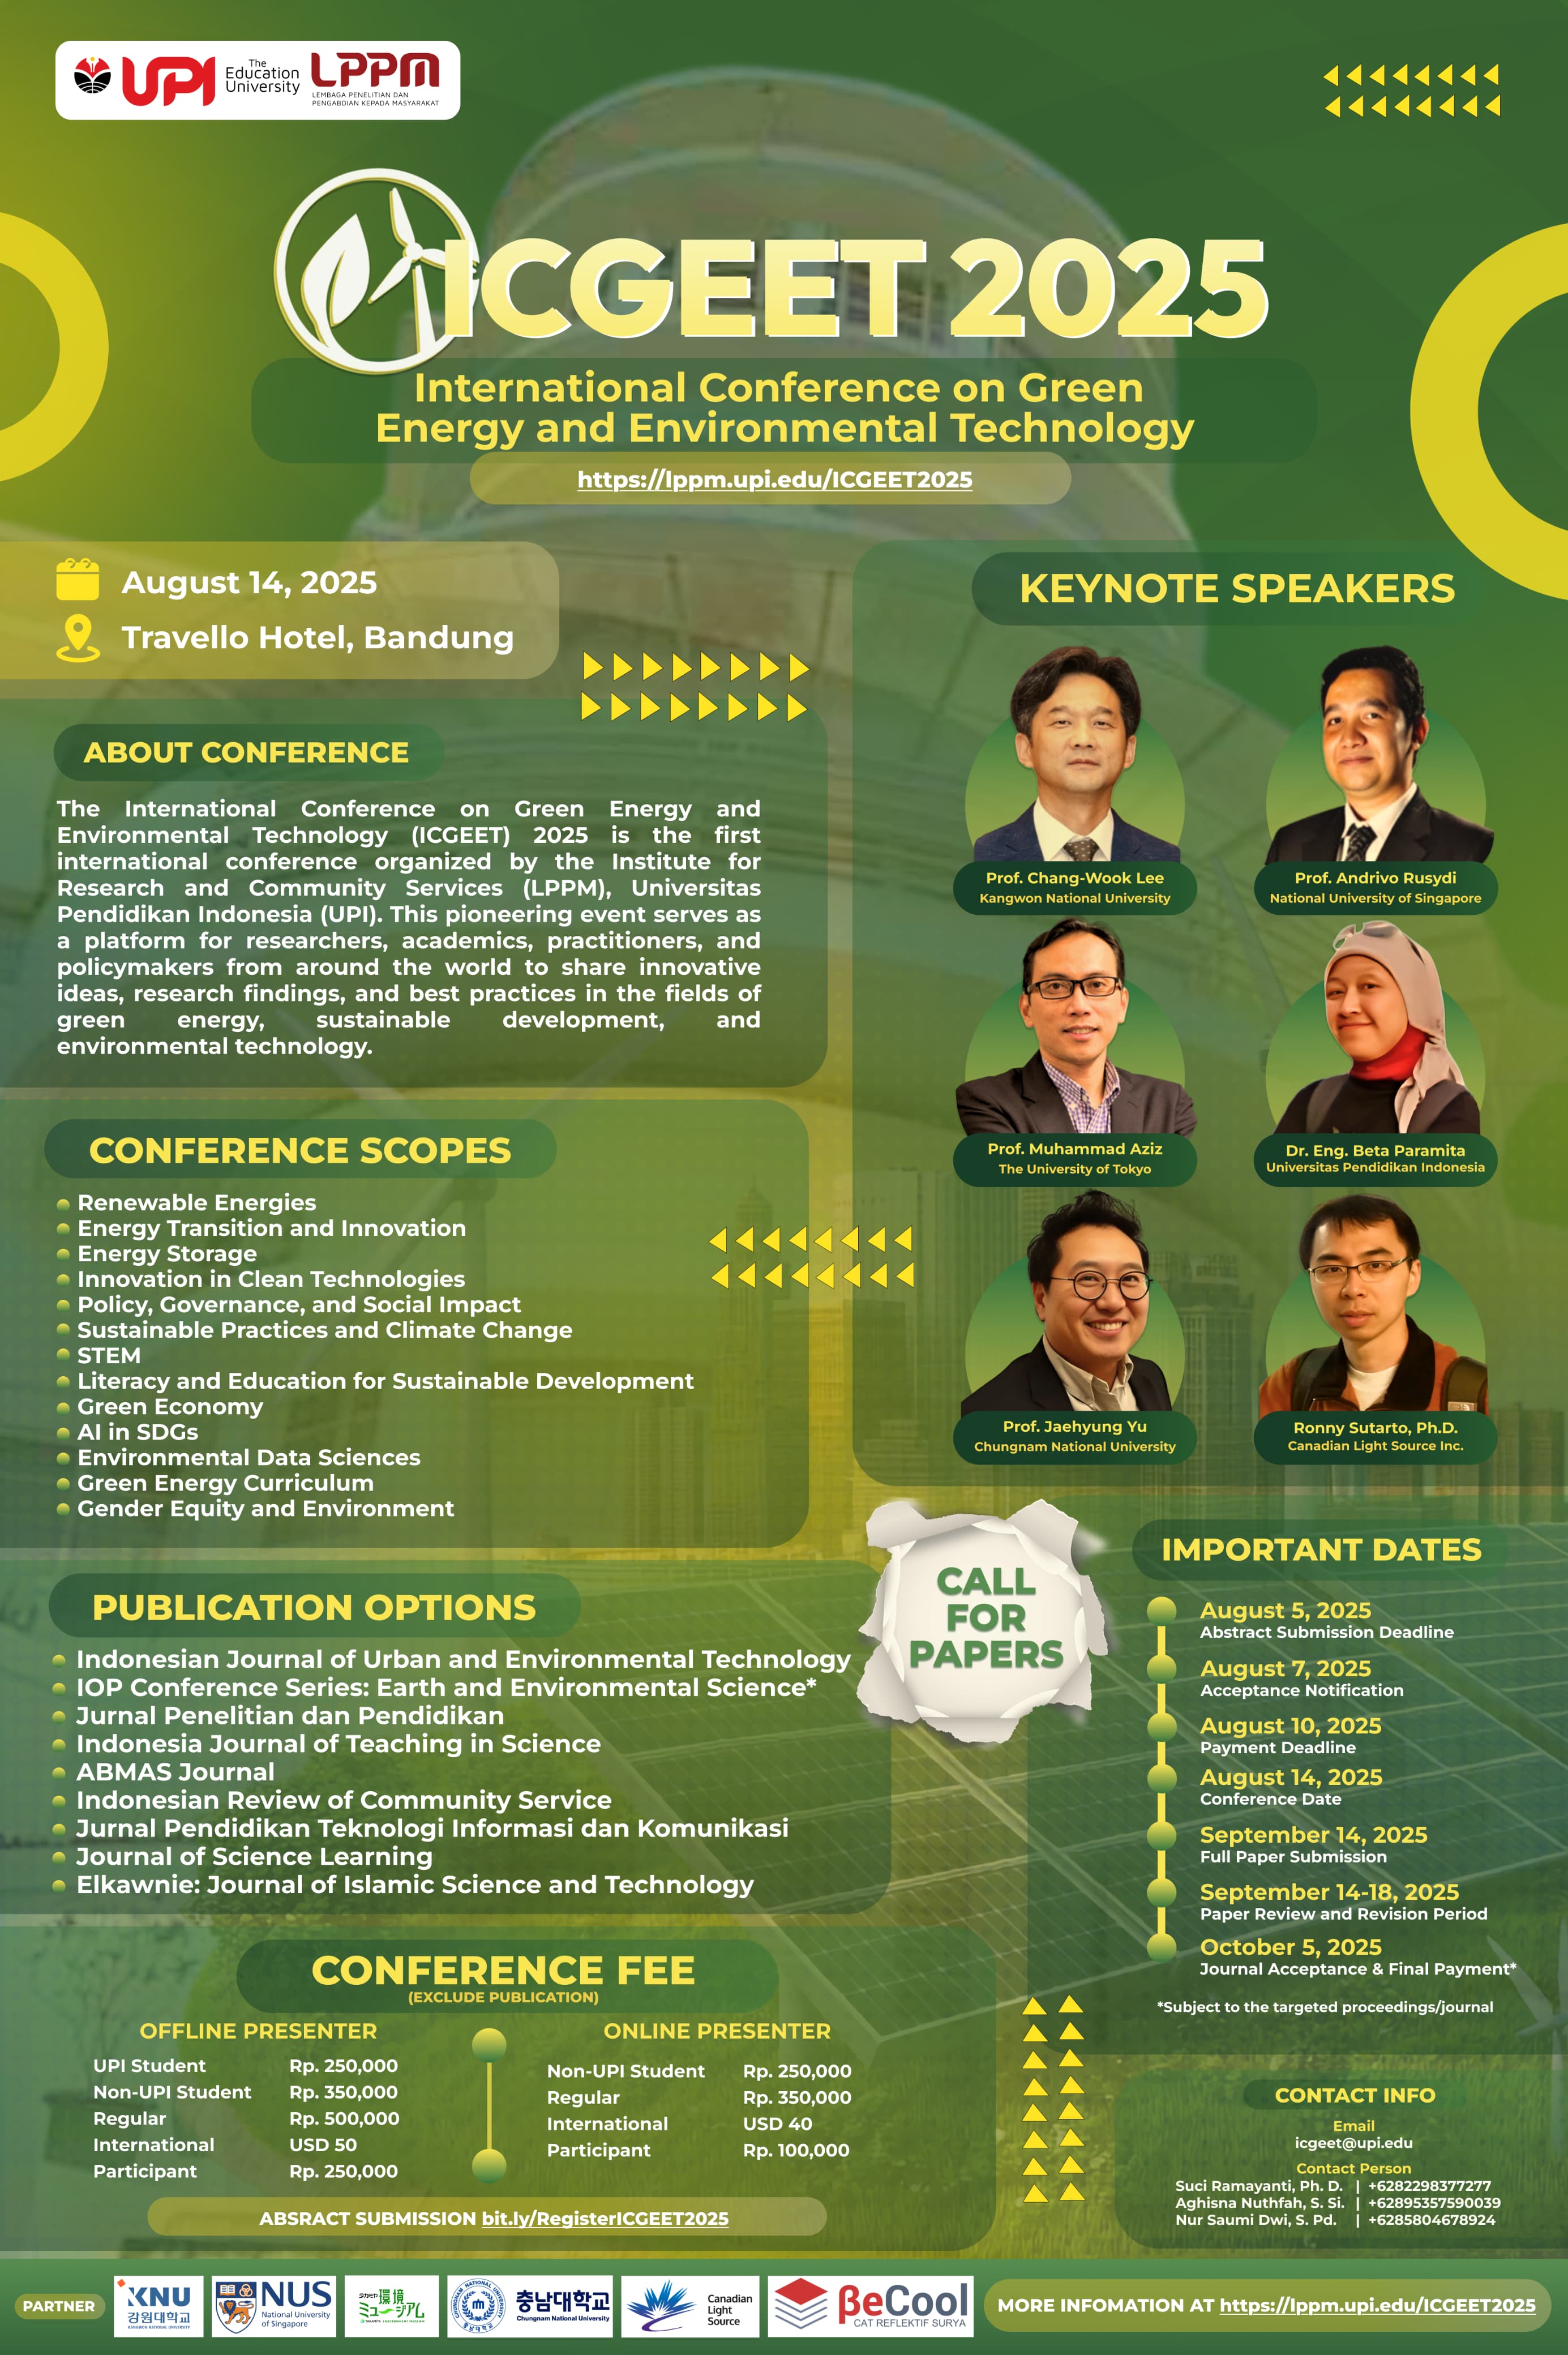 UPI
The
Education
University
LPPM
LEMBAGA PENELITIAN DAN
PENGABDIAN KEPADA MASYARAKAT
ICGEET 2025
International Conference on Green
Energy and Environmental Technology
https://lppm.upi.edu/ICGEET2025
August 14, 2025
Travello Hotel, Bandung
ABOUT CONFERENCE
The International Conference on Green Energy and
Environmental Technology (ICGEET) 2025 is the first
international conference organized by the Institute for
Research and Community Services (LPPM), Universitas
Pendidikan Indonesia (UPI). This pioneering event serves as
a platform for researchers, academics, practitioners, and
policymakers from around the world to share innovative
ideas, research findings, and best practices in the fields of
green energy, sustainable development, and
environmental technology.
CONFERENCE SCOPES
Renewable Energies
Energy Transition and Innovation
Energy Storage
Innovation in Clean Technologies
Policy, Governance, and Social Impact
Sustainable Practices and Climate Change
STEM
Literacy and Education for Sustainable Development
Green Economy
AI in SDGs
Environmental Data Sciences
Green Energy Curriculum
Gender Equity and Environment
PUBLICATION OPTIONS
Indonesian Journal of Urban and Environmental Technology
IOP Conference Series: Earth and Environmental Science*
Jurnal Penelitian dan Pendidikan
Indonesia Journal of Teaching in Science
ABMAS Journal
Indonesian Review of Community Service
Jurnal Pendidikan Teknologi Informasi dan Komunikasi
Journal of Science Learning
Elkawnie: Journal of Islamic Science and Technology
CONFERENCE FEE
(EXCLUDE PUBLICATION)
OFFLINE PRESENTER
UPI Student Rp. 250,000
Non-UPI Student Rp. 350,000
Regular Rp. 500,000
International USD 50
Participant Rp. 250,000
ONLINE PRESENTER
Non-UPI Student Rp. 250,000
Regular Rp. 350,000
International USD 40
Participant Rp. 100,000
ABSRACT SUBMISSION bit.ly/RegisterICGEET2025
KEYNOTE SPEAKERS
Prof. Chang-Wook Lee
Kangwon National University
Prof. Andrivo Rusydi
National University of Singapore
Prof. Muhammad Aziz
The University of Tokyo
Dr. Eng. Beta Paramita
Universitas Pendidikan Indonesia
Prof. Jaehyung Yu
Chungnam National University
Ronny Sutarto, Ph.D.
Canadian Light Source Inc.
CALL
FOR
PAPERS
IMPORTANT DATES
August 5, 2025
Abstract Submission Deadline
August 7, 2025
Acceptance Notification
August 10, 2025
Payment Deadline
August 14, 2025
Conference Date
September 14, 2025
Full Paper Submission
September 14-18, 2025
Paper Review and Revision Period
October 5, 2025
Journal Acceptance & Final Payment*
*Subject to the targeted proceedings/journal
CONTACT INFO
Email
icgeet@upi.edu
Contact Person
Suci Ramayanti, Ph. D. | +6282298377277
Aghisna Nuthfah, S. Si. | +62895357590039
Nur Saumi Dwi, S. Pd. | +6285804678924
PARTNER
KNU
강원대학교
KANGWON NATIONAL UNIVERSITY
NUS
National University
of Singapore
環境
ミュージアム
충남대학교
Chungnam National University
Canadian
Light
Source
βeCool
CAT REFLEKTIF SURYA
MORE INFOMATION AT https://lppm.upi.edu/ICGEET2025